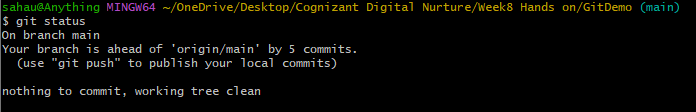 sahau@Anything MINGW64 ~/OneDrive/Desktop/Cognizant Digital Nurture/Week8 Hands on/GitDemo (main)
$ git status
On branch main
Your branch is ahead of 'origin/main' by 5 commits.
  (use "git push" to publish your local commits)

nothing to commit, working tree clean